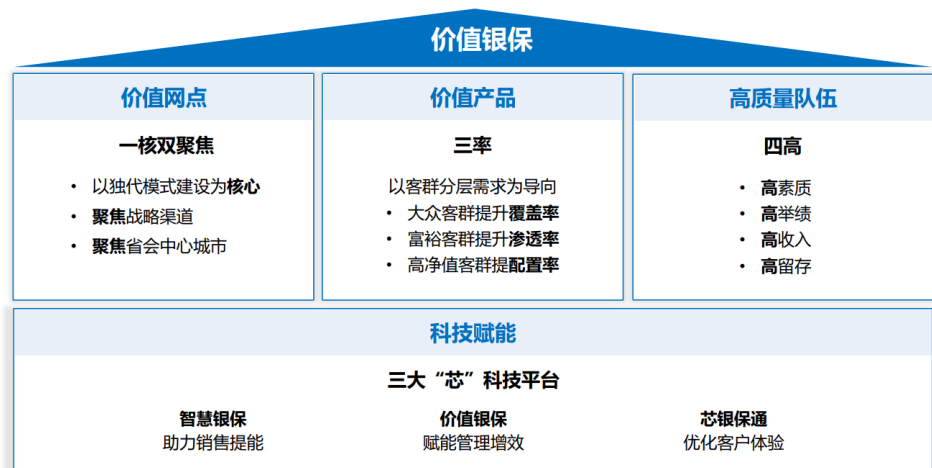 价值银保
价值网点
一核双聚焦
• 以独代模式建设为核心
• 聚焦战略渠道
• 聚焦省会中心城市
价值产品
三率
以客群分层需求为导向
• 大众客群提升覆盖率
• 富裕客群提升渗透率
• 高净值客群提配置率
高质量队伍
四高
• 高素质
• 高举绩
• 高收入
• 高留存
科技赋能
三大“芯”科技平台
智慧银保
助力销售提能
价值银保
赋能管理增效
芯银保通
优化客户体验